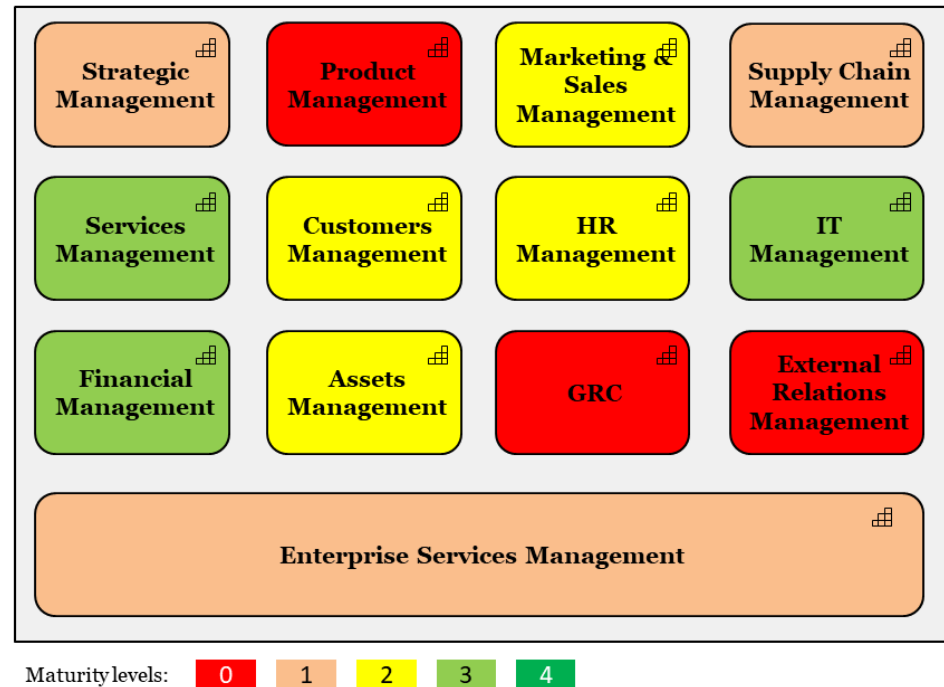 Strategic
Management
Product
Management
Marketing &
Sales
Management
Supply Chain
Management
Services
Management
Customers
Management
HR
Management
IT
Management
Financial
Management
Assets
Management
GRC
External
Relations
Management
Enterprise Services Management
Maturity levels: 0 1 2 3 4